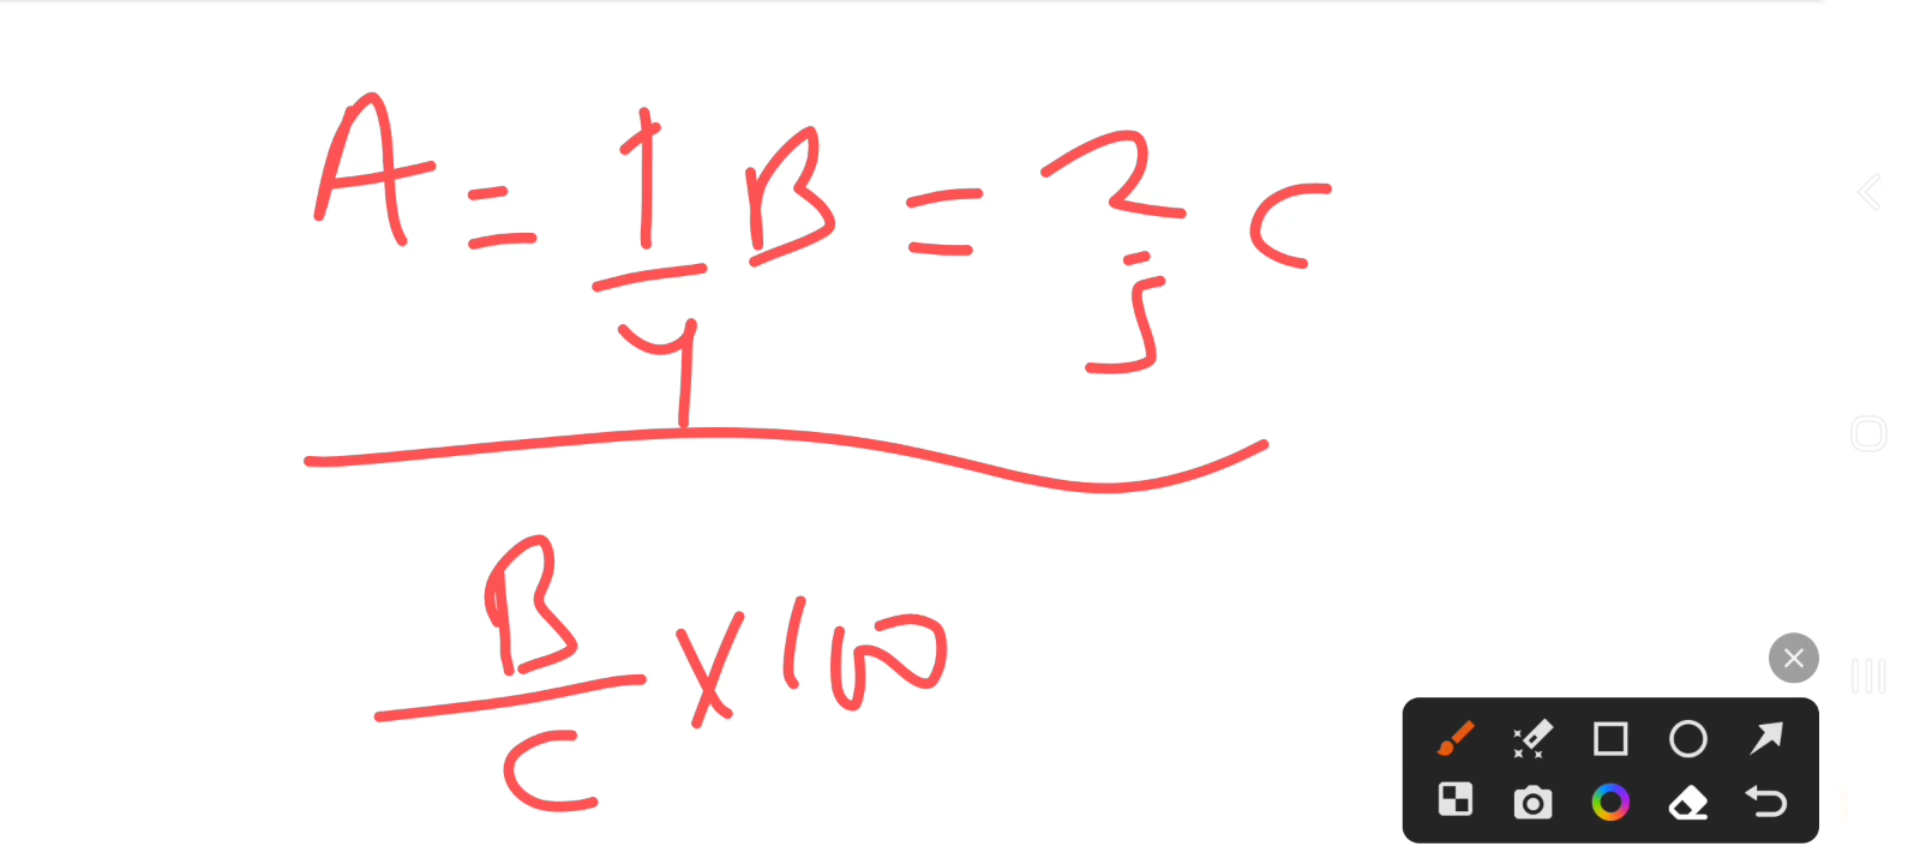 A = 1/4 B = 2/5 C
B/C × 100